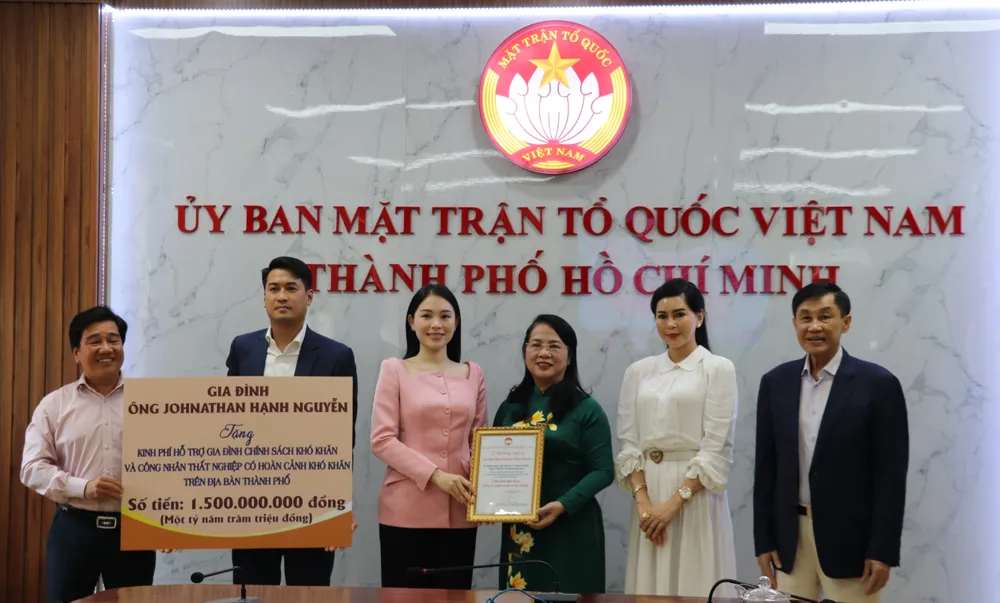 MẶT TRẬN TỔ QUỐC
VIỆT NAM
ỦY BAN MẶT TRẬN TỔ QUỐC VIỆT NAM
THÀNH PHỐ HỒ CHÍ MINH
GIA ĐÌNH
ÔNG JOHNATHAN HẠNH NGUYỄN
Tặng
KINH PHÍ HỖ TRỢ GIA ĐÌNH CHÍNH SÁCH KHÓ KHĂN
VÀ CÔNG NHÂN THẤT NGHIỆP CÓ HOÀN CẢNH KHÓ KHĂN
TRÊN ĐỊA BÀN THÀNH PHỐ
Số tiền: 1.500.000.000 đồng
(Một tỷ năm trăm triệu đồng)